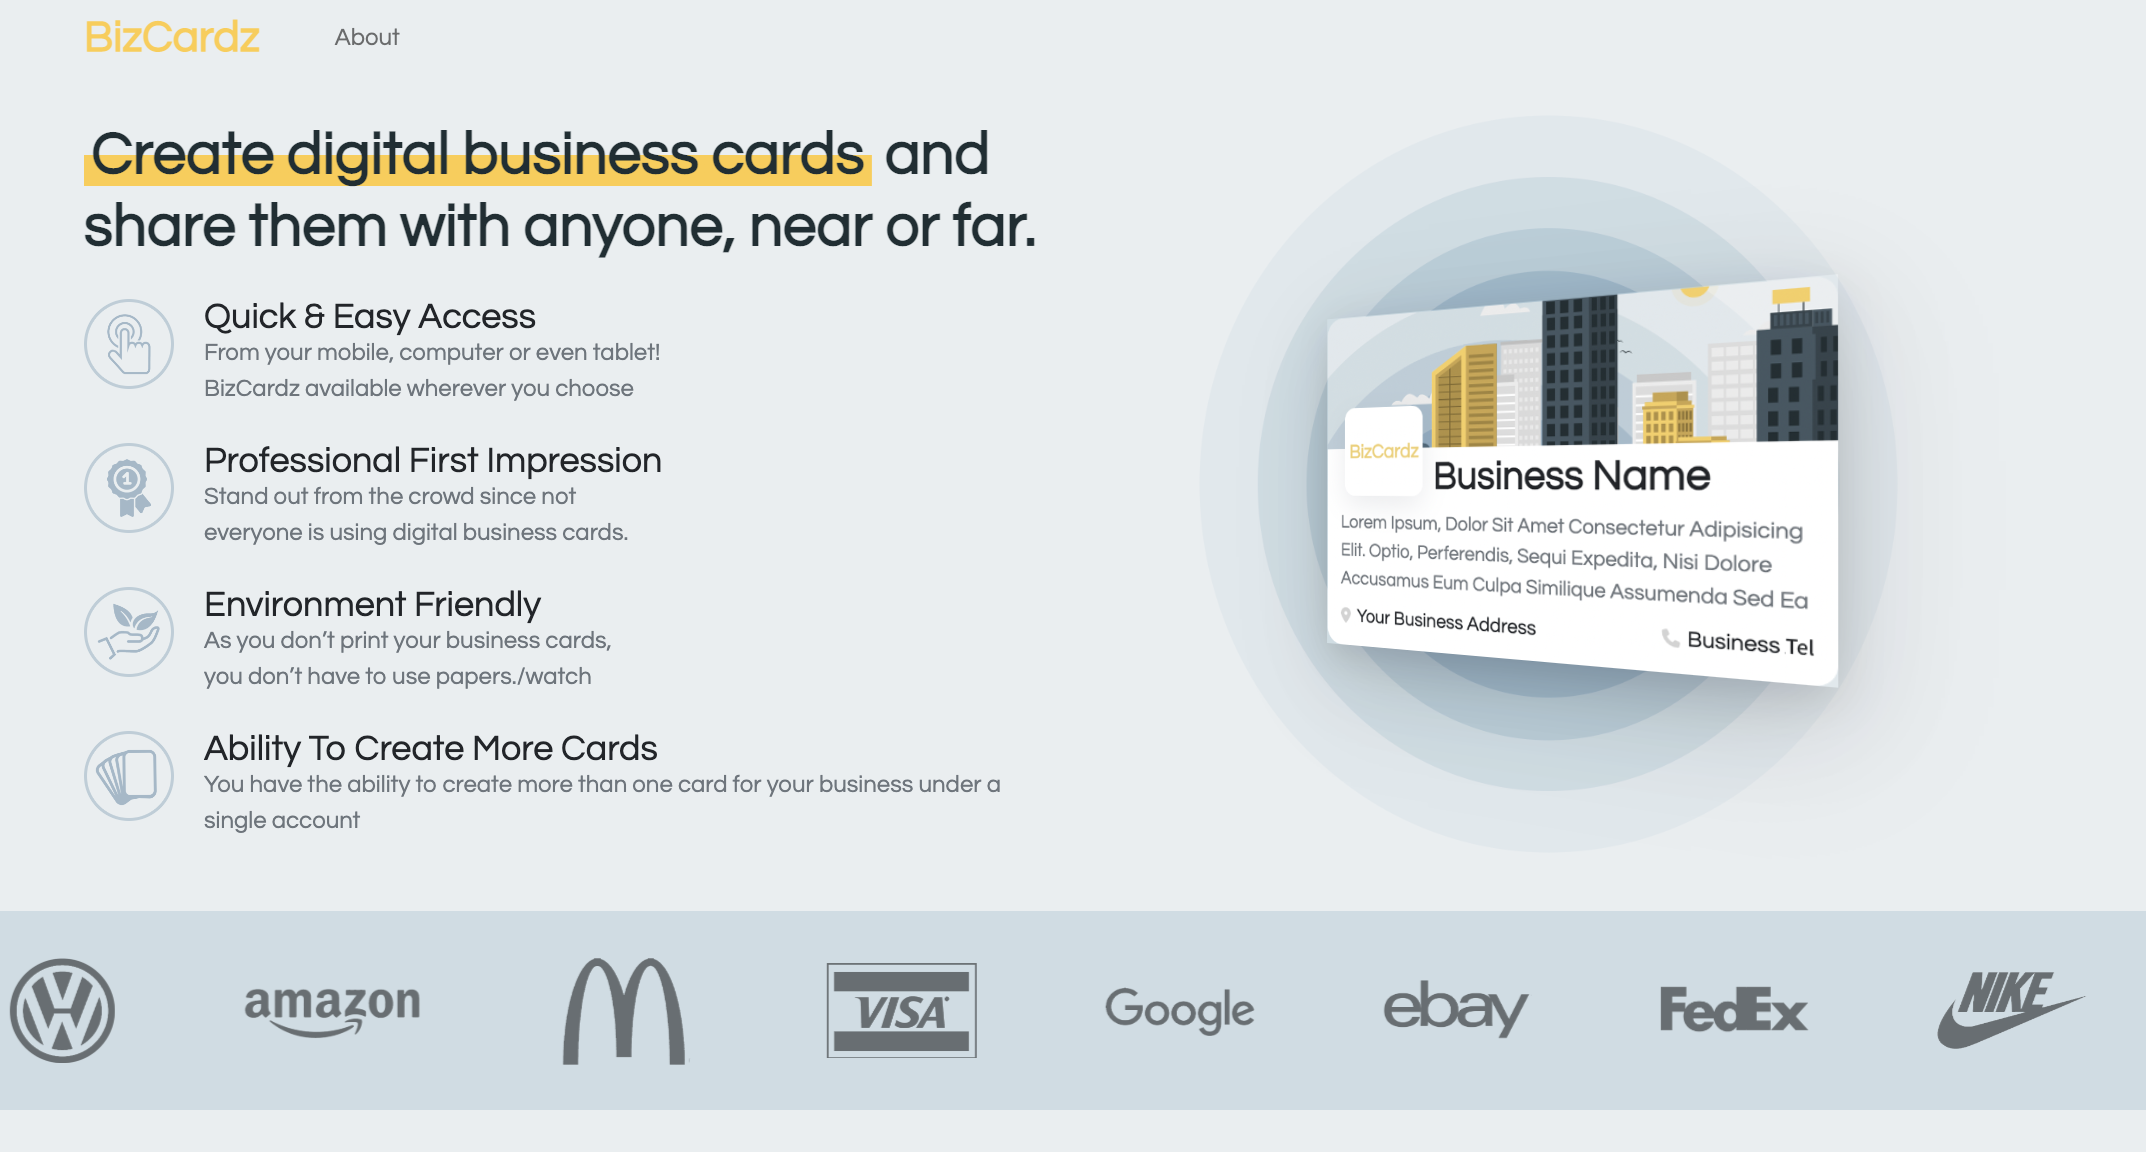 BizCardz
About
Create digital business cards and
share them with anyone, near or far.
Quick & Easy Access
From your mobile, computer or even tablet!
BizCardz available wherever you choose
Professional First Impression
Stand out from the crowd since not
everyone is using digital business cards.
Environment Friendly
As you don’t print your business cards,
you don’t have to use papers./watch
Ability To Create More Cards
You have the ability to create more than one card for your business under a
single account
BizCardz
Business Name
Lorem Ipsum, Dolor Sit Amet Consectetur Adipisicing
Elit. Optio, Perferendis, Sequi Expedita, Nisi Dolore
Accusamus Eum Culpa Similique Assumenda Sed Ea
Your Business Address
Business Tel
amazon
VISA
Google
ebay
FedEx
NIKE